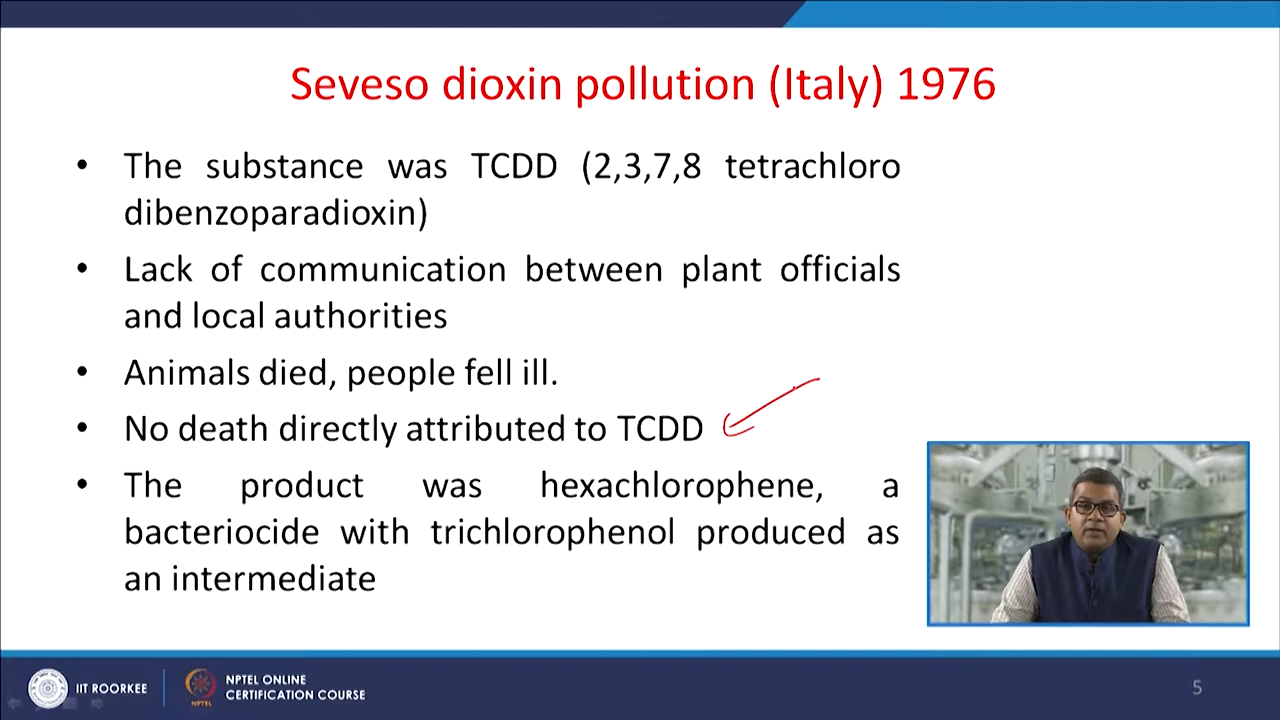 Seveso dioxin pollution (Italy) 1976
• The substance was TCDD (2,3,7,8 tetrachloro
dibenzoparadioxin)
• Lack of communication between plant officials
and local authorities
• Animals died, people fell ill.
• No death directly attributed to TCDD
• The product was hexachlorophene, a
bacteriocide with trichlorophenol produced as
an intermediate
IIT ROORKEE
NPTEL
NPTEL ONLINE
CERTIFICATION COURSE
5